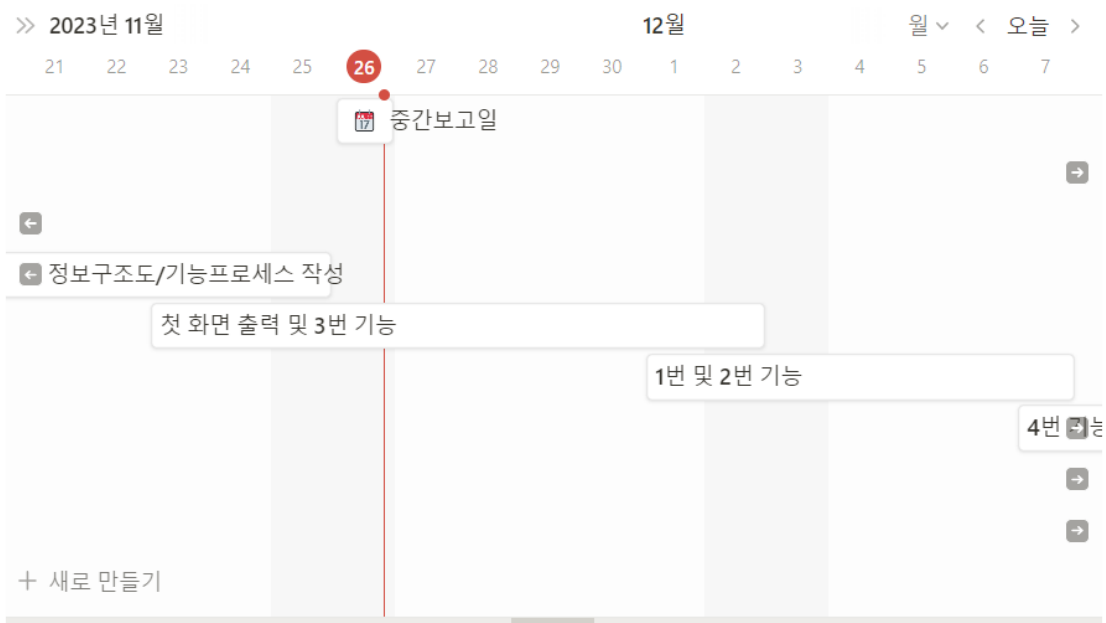 2023년 11월 12월 월 오늘
21 22 23 24 25 26 27 28 29 30 1 2 3 4 5 6 7
17 중간보고일
정보구조도/기능프로세스 작성
첫 화면 출력 및 3번 기능
1번 및 2번 기능
4번 기능
+ 새로 만들기